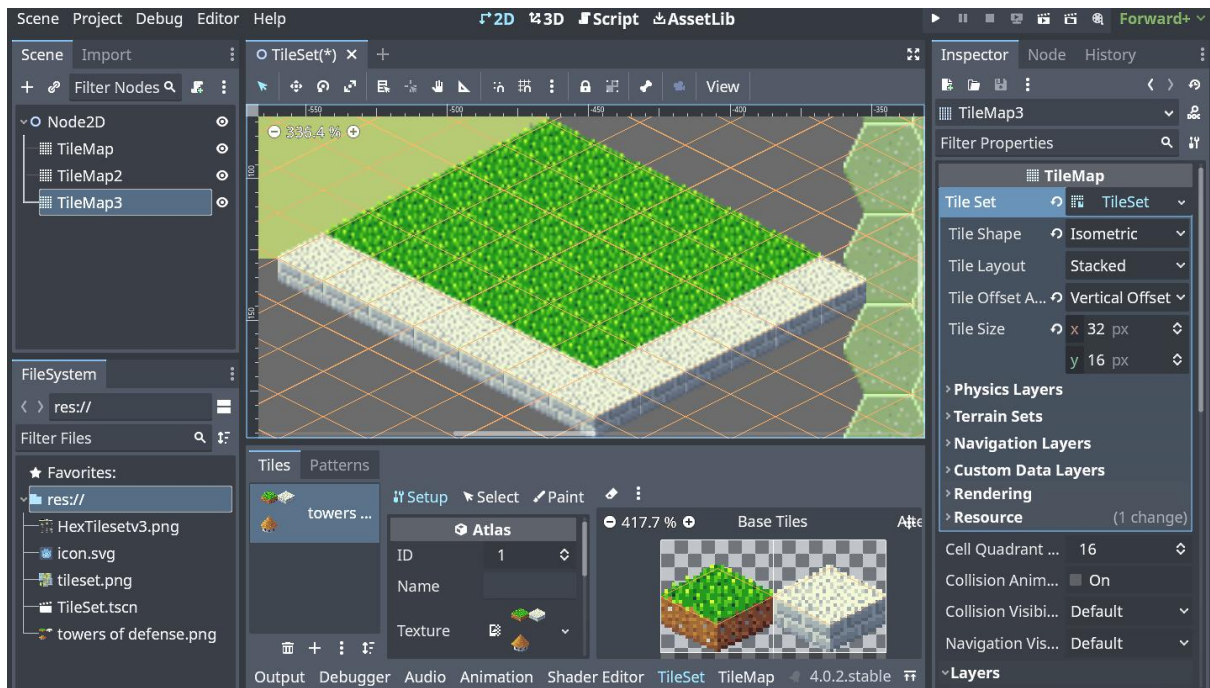 Scene Project Debug Editor Help
2D 3D Script AssetLib
Forward+
Scene Import
Filter Nodes
Node2D
TileMap
TileMap2
TileMap3
FileSystem
res://
Filter Files
Favorites:
res://
HexTilesetv3.png
icon.svg
tileset.png
TileSet.tscn
towers of defense.png
TileSet(*)
View
-550 -500 -450 -400 -350
336.4 %
100
150
Tiles Patterns
towers ...
Setup Select Paint
Atlas
ID 1
Name
Texture
417.7 % Base Tiles
Output Debugger Audio Animation Shader Editor TileSet TileMap 4.0.2.stable
Inspector Node History
TileMap3
Filter Properties
TileMap
Tile Set TileSet
Tile Shape Isometric
Tile Layout Stacked
Tile Offset A... Vertical Offset
Tile Size x 32 px
y 16 px
Physics Layers
Terrain Sets
Navigation Layers
Custom Data Layers
Rendering
Resource (1 change)
Cell Quadrant ... 16
Collision Anim... On
Collision Visibi... Default
Navigation Vis... Default
Layers